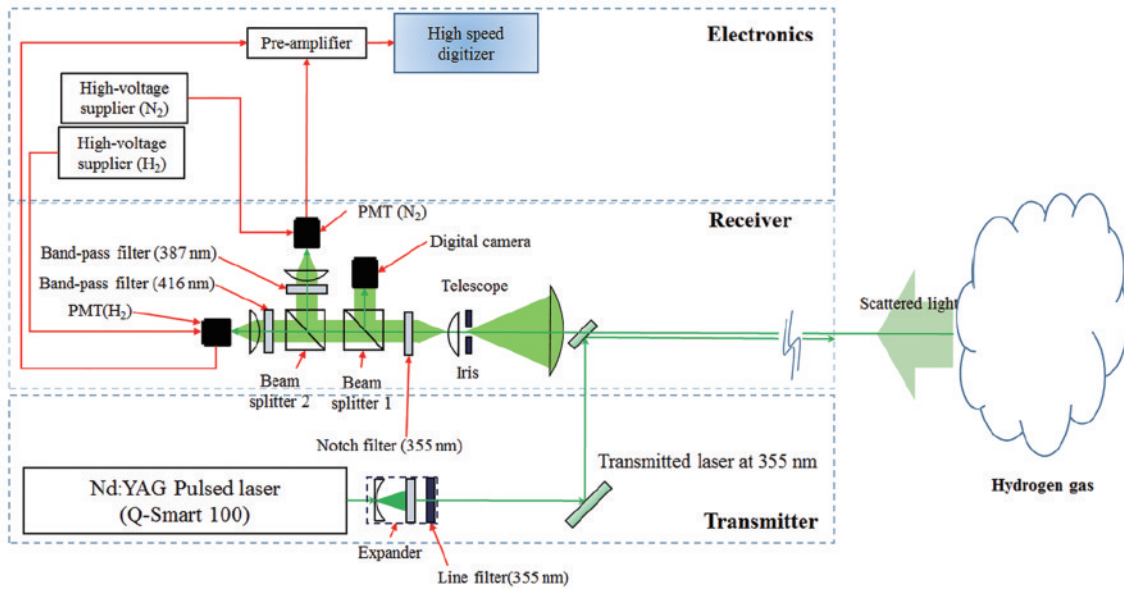 Electronics
Pre-amplifier
High speed
digitizer
High-voltage
supplier (N₂)
High-voltage
supplier (H₂)
PMT (N₂)
Receiver
Digital camera
Band-pass filter (387 nm)
Band-pass filter (416 nm)
PMT(H₂)
Telescope
Scattered light
Iris
Beam
splitter 2
Beam
splitter 1
Notch filter (355 nm)
Transmitted laser at 355 nm
Hydrogen gas
Nd:YAG Pulsed laser
(Q-Smart 100)
Transmitter
Expander
Line filter(355 nm)